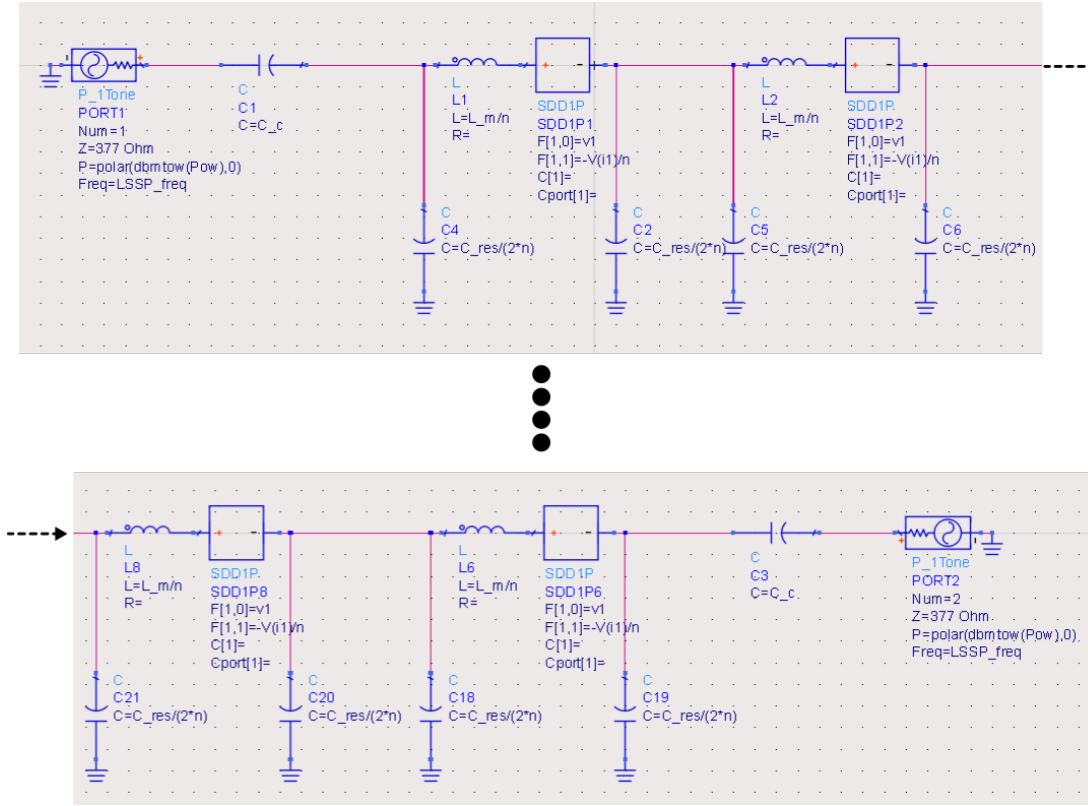 P_1Tone
PORT1
Num=1
Z=377 Ohm
P=polar(dbmtow(Pow),0)
Freq=LSSP_freq
C
C1
C=C_c
L
L1
L=L_m/n
R=
SDD1P
SDD1P1
F[1,0]=v1
F[1,1]=-V(i1)/n
C[1]=
Cport[1]=
L
L2
L=L_m/n
R=
SDD1P
SDD1P2
F[1,0]=v1
F[1,1]=-V(i1)/n
C[1]=
Cport[1]=
C
C4
C=C_res/(2*n)
C
C2
C=C_res/(2*n)
C
C5
C=C_res/(2*n)
C
C6
C=C_res/(2*n)
L
L8
L=L_m/n
R=
SDD1P
SDD1P8
F[1,0]=v1
F[1,1]=-V(i1)/n
C[1]=
Cport[1]=
L
L6
L=L_m/n
R=
SDD1P
SDD1P6
F[1,0]=v1
F[1,1]=-V(i1)/n
C[1]=
Cport[1]=
C
C3
C=C_c
P_1Tone
PORT2
Num=2
Z=377 Ohm
P=polar(dbmtow(Pow),0)
Freq=LSSP_freq
C
C21
C=C_res/(2*n)
C
C20
C=C_res/(2*n)
C
C18
C=C_res/(2*n)
C
C19
C=C_res/(2*n)